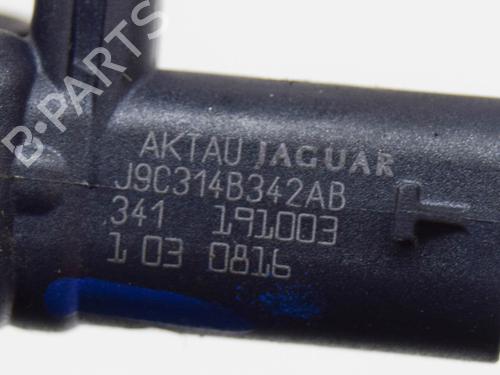 B-PARTS
AKTAU JAGUAR
J9C314B342AB
341 191003
1 03 0816